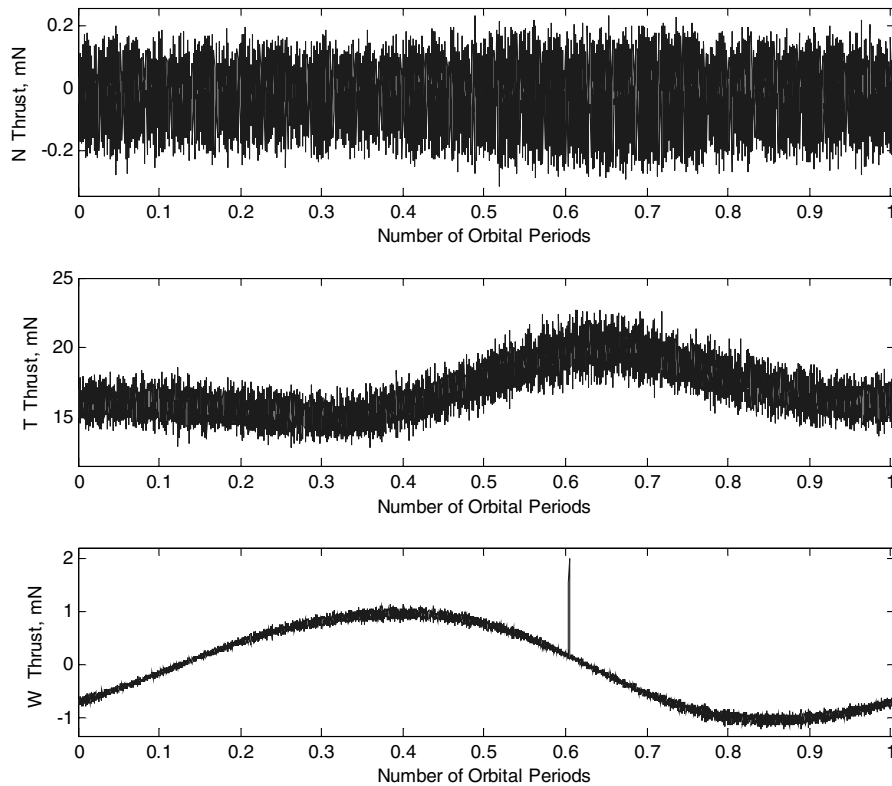 0.2
0
-0.2
N Thrust, mN
0 0.1 0.2 0.3 0.4 0.5 0.6 0.7 0.8 0.9 1
Number of Orbital Periods
25
20
15
T Thrust, mN
0 0.1 0.2 0.3 0.4 0.5 0.6 0.7 0.8 0.9 1
Number of Orbital Periods
2
1
0
-1
W Thrust, mN
0 0.1 0.2 0.3 0.4 0.5 0.6 0.7 0.8 0.9 1
Number of Orbital Periods